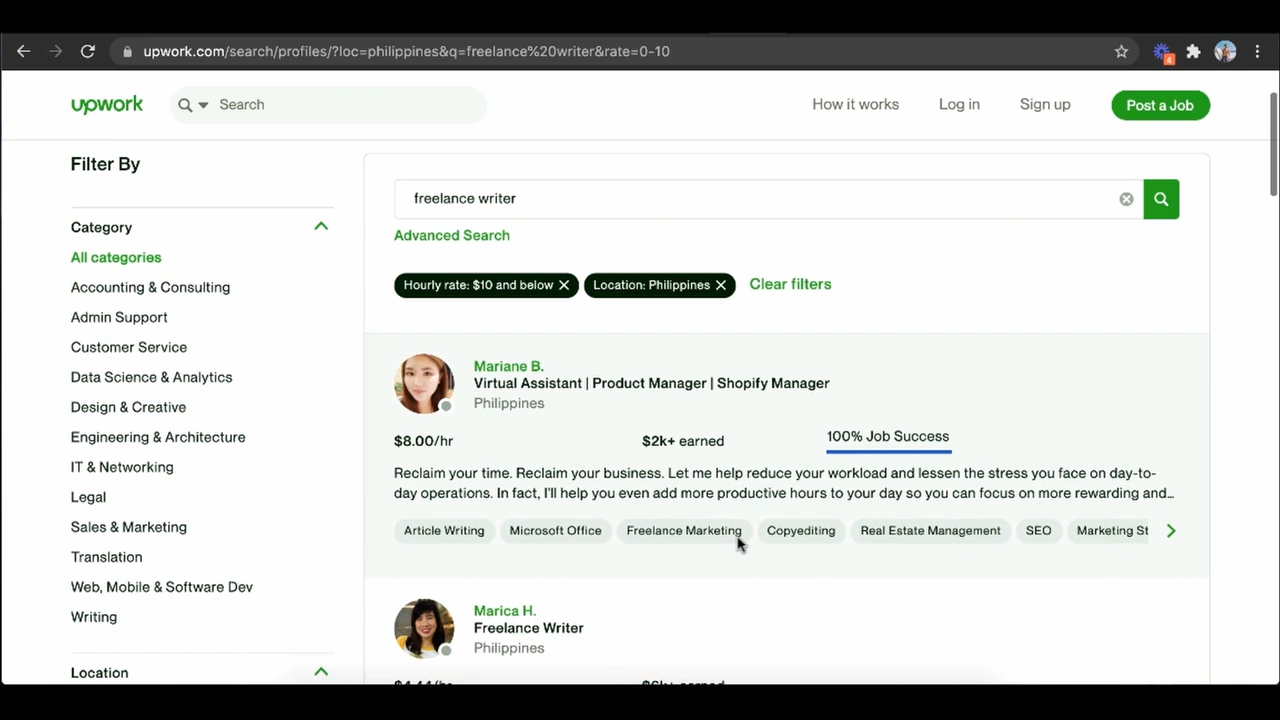 upwork.com/search/profiles/?loc=philippines&q=freelance%20writer&rate=0-10
4
upwork
Search
How it works
Log in
Sign up
Post a Job
Filter By
Category
All categories
Accounting & Consulting
Admin Support
Customer Service
Data Science & Analytics
Design & Creative
Engineering & Architecture
IT & Networking
Legal
Sales & Marketing
Translation
Web, Mobile & Software Dev
Writing
Location
freelance writer
Advanced Search
Hourly rate: $10 and below
Location: Philippines
Clear filters
Mariane B.
Virtual Assistant | Product Manager | Shopify Manager
Philippines
$8.00/hr
$2k+ earned
100% Job Success
Reclaim your time. Reclaim your business. Let me help reduce your workload and lessen the stress you face on day-to-
day operations. In fact, I'll help you even add more productive hours to your day so you can focus on more rewarding and...
Article Writing
Microsoft Office
Freelance Marketing
Copyediting
Real Estate Management
SEO
Marketing St
Marica H.
Freelance Writer
Philippines